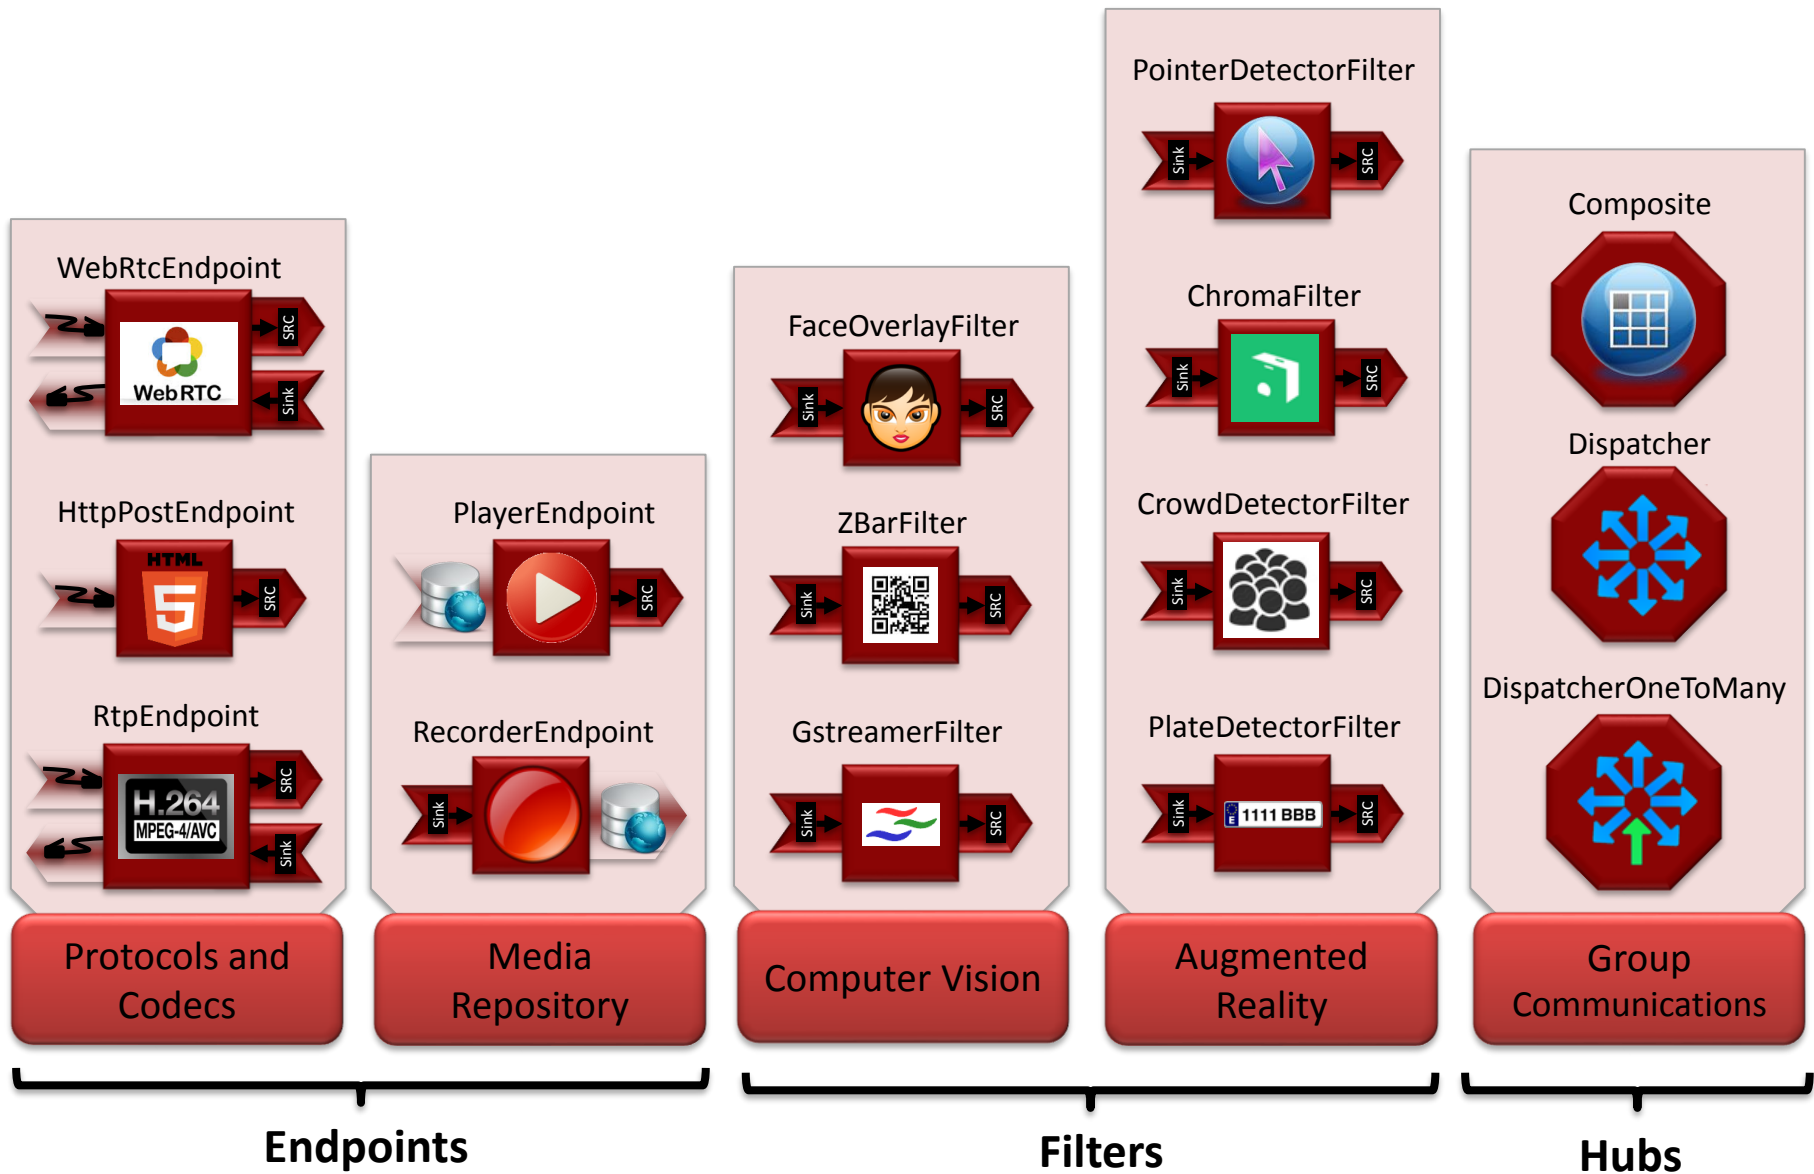 WebRtcEndpoint
SRC
WebRTC
Sink
HttpPostEndpoint
HTML
5
SRC
RtpEndpoint
SRC
H.264
MPEG-4/AVC
Sink
Protocols and
Codecs
PlayerEndpoint
SRC
RecorderEndpoint
Sink
Media
Repository
Endpoints
FaceOverlayFilter
Sink
SRC
ZBarFilter
Sink
SRC
GstreamerFilter
Sink
SRC
Computer Vision
PointerDetectorFilter
Sink
SRC
ChromaFilter
Sink
SRC
CrowdDetectorFilter
Sink
SRC
PlateDetectorFilter
Sink
E 1111 BBB
SRC
Augmented
Reality
Filters
Composite
Dispatcher
DispatcherOneToMany
Group
Communications
Hubs